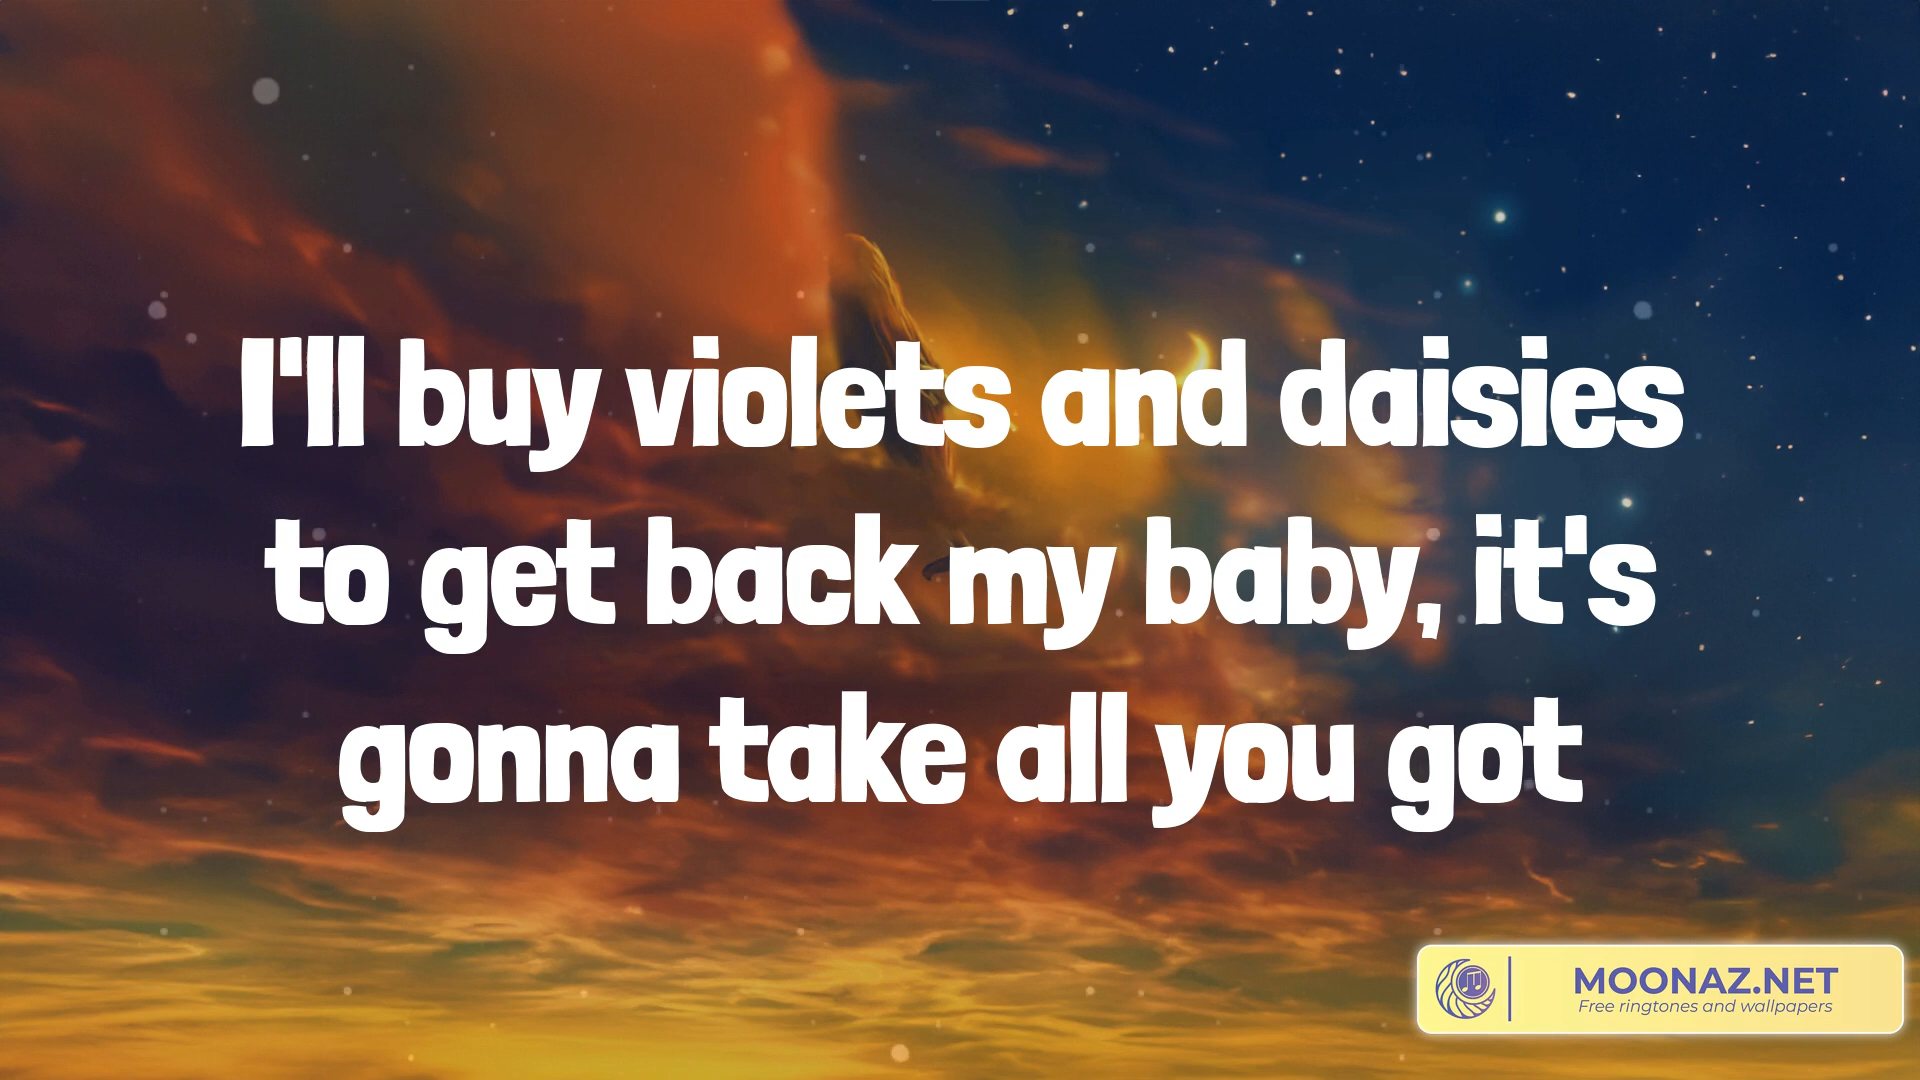 I'll buy violets and daisies
to get back my baby, it's
gonna take all you got
MOONAZ.NET
Free ringtones and wallpapers